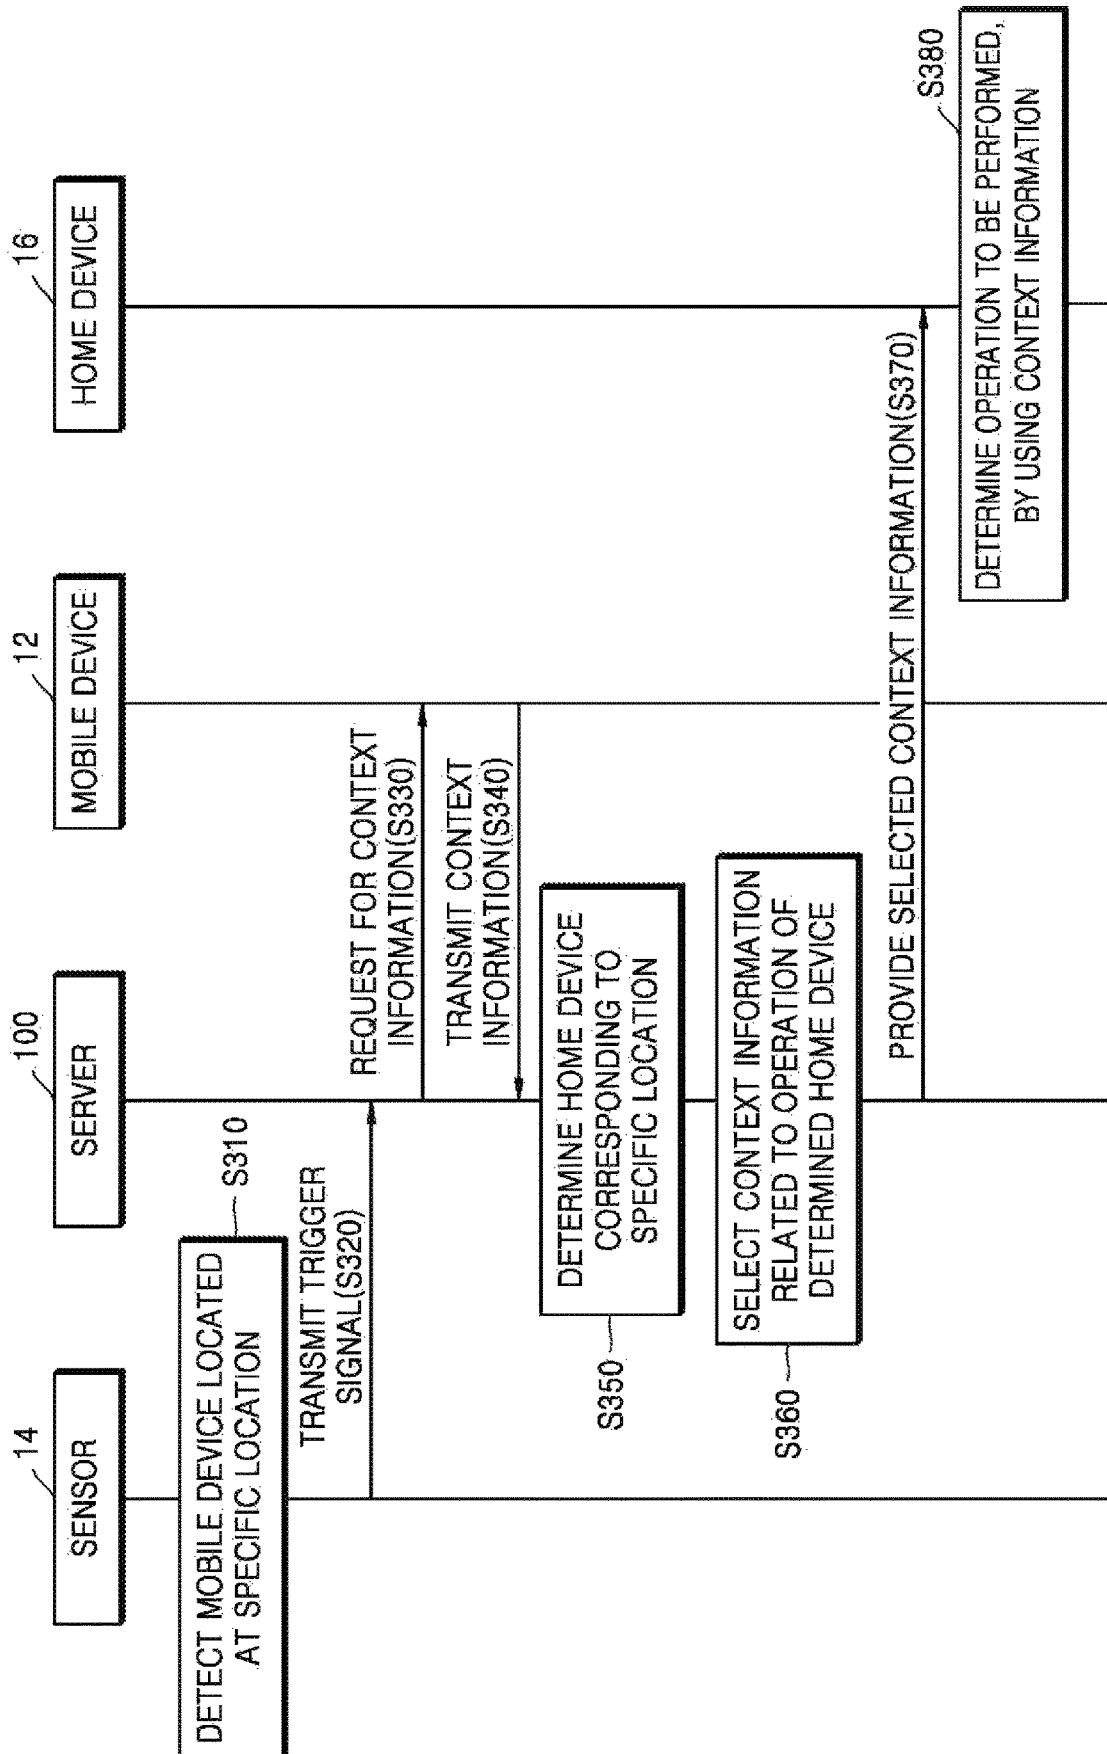 14
SENSOR
100
SERVER
12
MOBILE DEVICE
16
HOME DEVICE
DETECT MOBILE DEVICE LOCATED
AT SPECIFIC LOCATION
S310
TRANSMIT TRIGGER
SIGNAL(S320)
REQUEST FOR CONTEXT
INFORMATION(S330)
TRANSMIT CONTEXT
INFORMATION(S340)
DETERMINE HOME DEVICE
CORRESPONDING TO
SPECIFIC LOCATION
S350
SELECT CONTEXT INFORMATION
RELATED TO OPERATION OF
DETERMINED HOME DEVICE
S360
PROVIDE SELECTED CONTEXT INFORMATION(S370)
S380
DETERMINE OPERATION TO BE PERFORMED,
BY USING CONTEXT INFORMATION